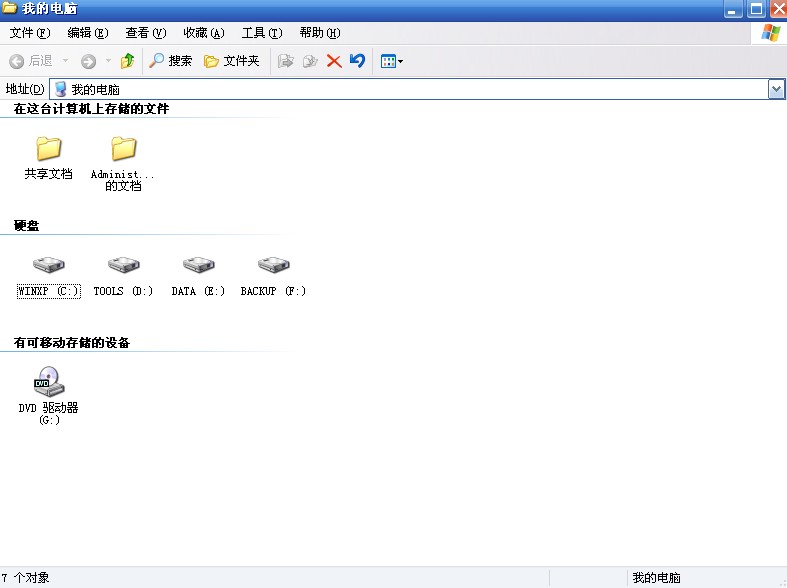 我的电脑
文件(F) 编辑(E) 查看(V) 收藏(A) 工具(T) 帮助(H)
后退 搜索 文件夹
地址(D) 我的电脑
在这台计算机上存储的文件
共享文档 Administ...
的文档
硬盘
WINXP (C:) TOOLS (D:) DATA (E:) BACKUP (F:)
有可移动存储的设备
DVD
DVD 驱动器
(G:)
7 个对象 我的电脑